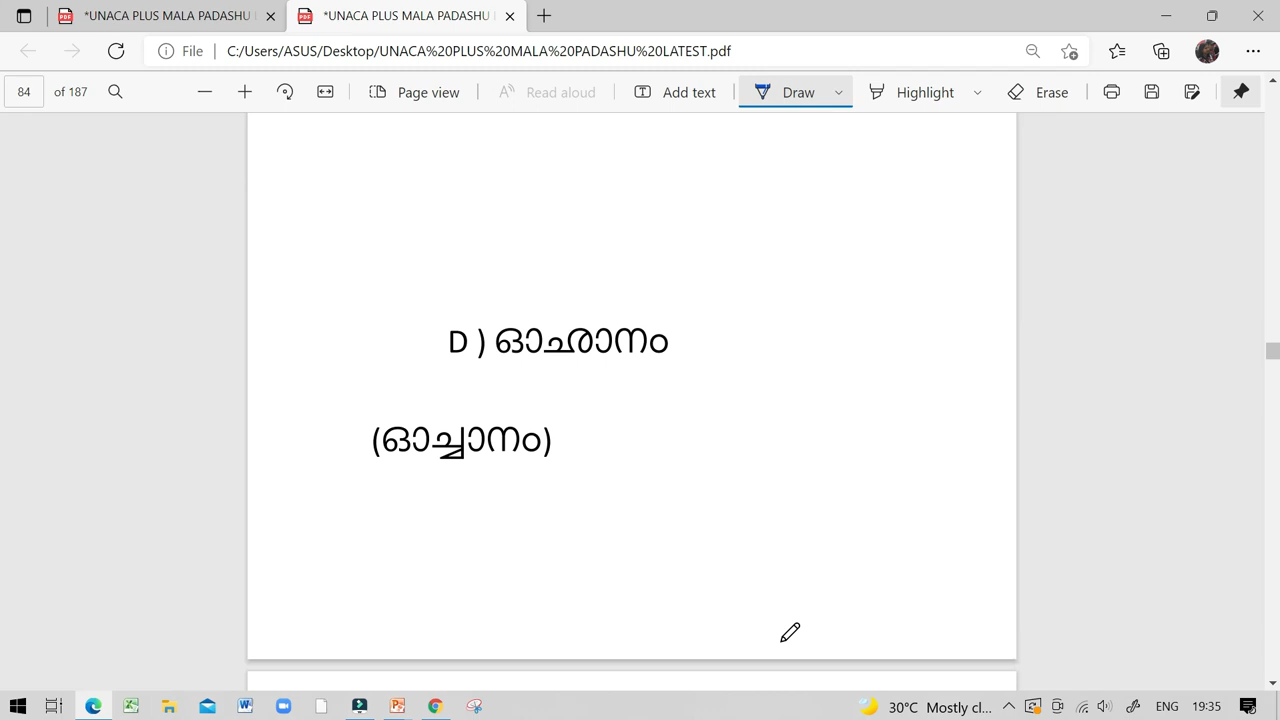 *UNACA PLUS MALA PADASHU
*UNACA PLUS MALA PADASHU
File
C:/Users/ASUS/Desktop/UNACA%20PLUS%20MALA%20PADASHU%20LATEST.pdf
84 of 187
Page view
Read aloud
Add text
Draw
Highlight
Erase
D ) ഓഛാനം
(ഓച്ചാനം)
30°C Mostly cl...
ENG
19:35